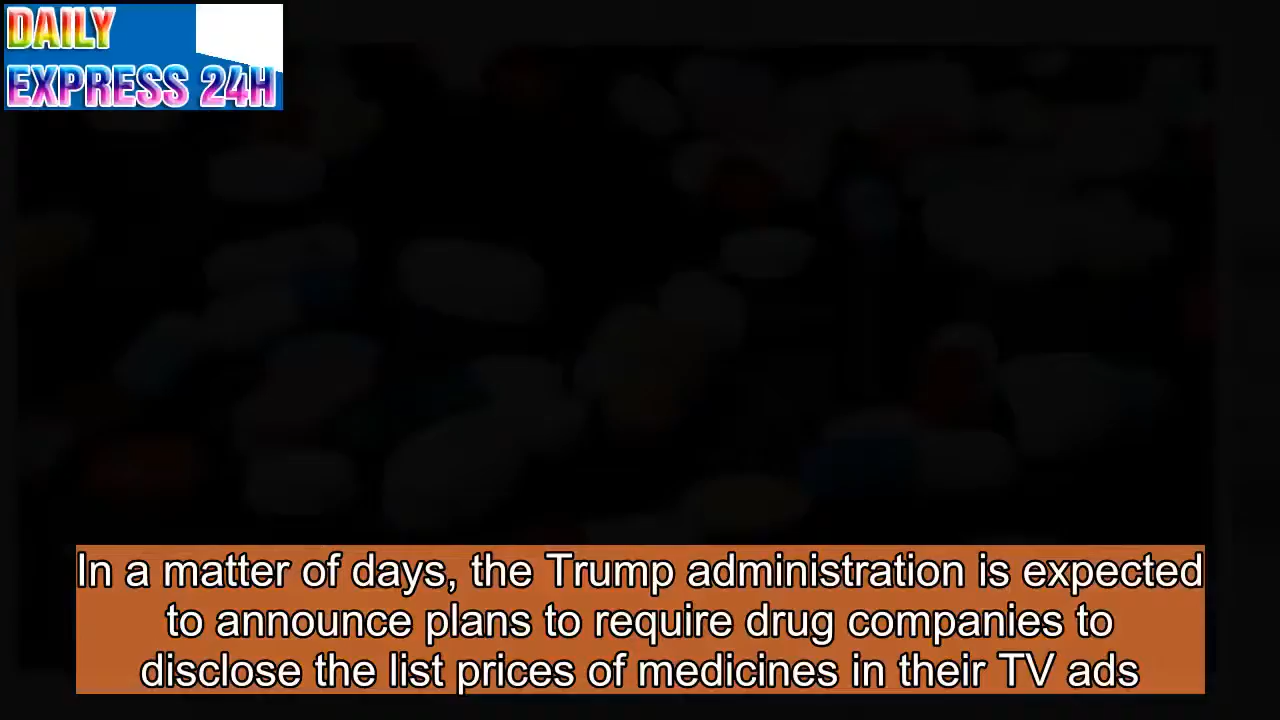 DAILY
EXPRESS 24H
In a matter of days, the Trump administration is expected
to announce plans to require drug companies to
disclose the list prices of medicines in their TV ads